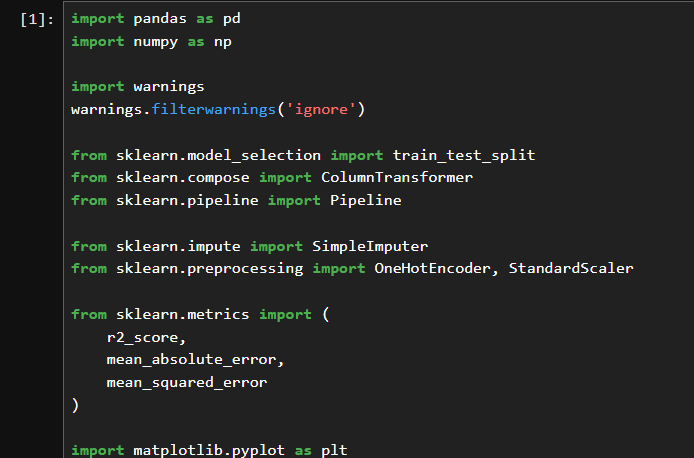 [1]: import pandas as pd
import numpy as np

import warnings
warnings.filterwarnings('ignore')

from sklearn.model_selection import train_test_split
from sklearn.compose import ColumnTransformer
from sklearn.pipeline import Pipeline

from sklearn.impute import SimpleImputer
from sklearn.preprocessing import OneHotEncoder, StandardScaler

from sklearn.metrics import (
    r2_score,
    mean_absolute_error,
    mean_squared_error
)

import matplotlib.pyplot as plt